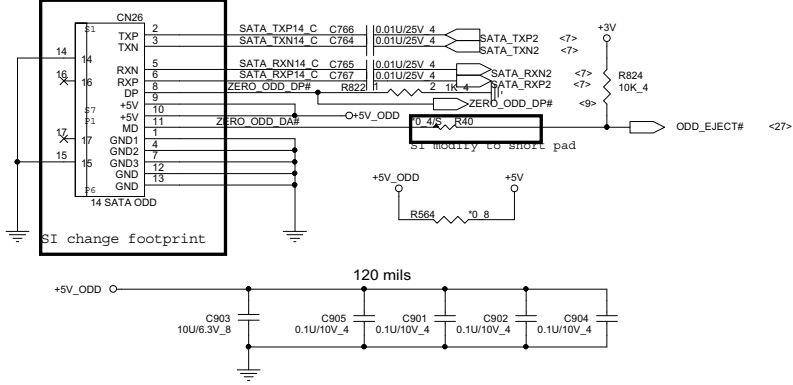 CN26
S1
TXP 2 SATA_TXP14_C C766 0.01U/25V_4 SATA_TXP2 <7>
TXN 3 SATA_TXN14_C C764 0.01U/25V_4 SATA_TXN2 <7>
+3V
14 14
RXN 5 SATA_RXN14_C C765 0.01U/25V_4 SATA_RXN2 <7>
16 16 RXP 6 SATA_RXP14_C C767 0.01U/25V_4 SATA_RXP2 <7>
R824
10K_4
DP 8 ZERO_ODD_DP# R822 1 2 1K_4
+5V 9 ZERO_ODD_DP# <9>
S7 +5V 10 +5V_ODD
P1 MD 11 ZERO_ODD_DA# *0_4/S R40 ODD_EJECT# <27>
17 17 GND1 1
SI modify to short pad
GND2 4
15 15 GND3 7
GND 12
P6 GND 13
14 SATA ODD
+5V_ODD +5V
R564 *0_8
SI change footprint
120 mils
+5V_ODD
C903
10U/6.3V_8
C905
0.1U/10V_4
C901
0.1U/10V_4
C902
0.1U/10V_4
C904
0.1U/10V_4